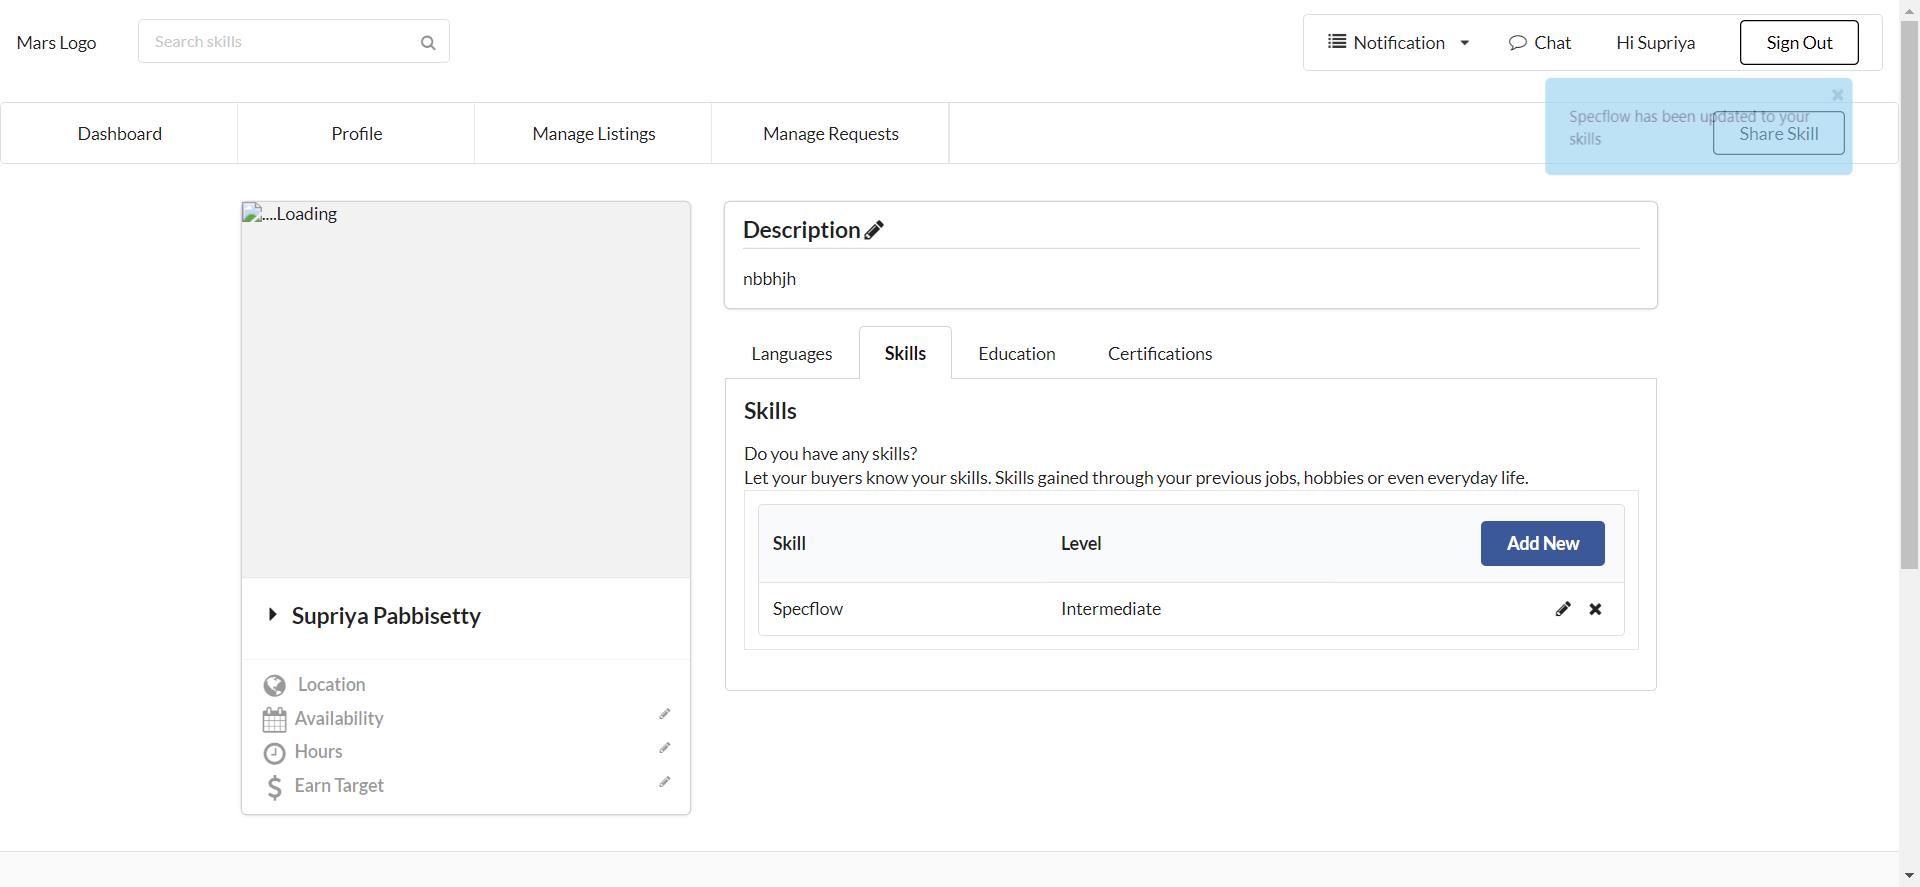 Mars Logo
Search skills
Notification
Chat
Hi Supriya
Sign Out
Dashboard
Profile
Manage Listings
Manage Requests
Specflow has been updated to your
skills
Share Skill
....Loading
Description
nbbhjh
Languages
Skills
Education
Certifications
Skills
Do you have any skills?
Let your buyers know your skills. Skills gained through your previous jobs, hobbies or even everyday life.
Skill
Level
Add New
Specflow
Intermediate
Supriya Pabbisetty
Location
Availability
Hours
Earn Target